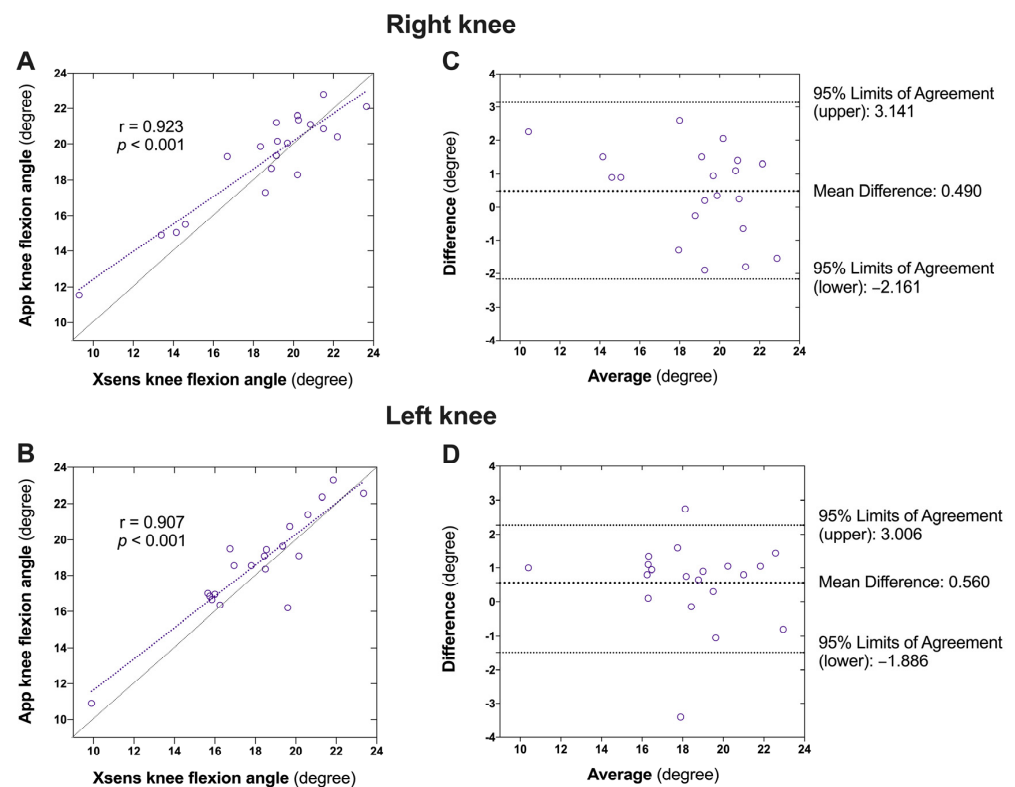 Right knee
A
App knee flexion angle (degree)
24
22
20
18
16
14
12
10
r = 0.923
p < 0.001
10 12 14 16 18 20 22 24
Xsens knee flexion angle (degree)
C
Difference (degree)
4
3
2
1
0
-1
-2
-3
-4
10 12 14 16 18 20 22 24
Average (degree)
95% Limits of Agreement
(upper): 3.141
Mean Difference: 0.490
95% Limits of Agreement
(lower): −2.161
Left knee
B
App knee flexion angle (degree)
24
22
20
18
16
14
12
10
r = 0.907
p < 0.001
10 12 14 16 18 20 22 24
Xsens knee flexion angle (degree)
D
Difference (degree)
4
3
2
1
0
-1
-2
-3
-4
10 12 14 16 18 20 22 24
Average (degree)
95% Limits of Agreement
(upper): 3.006
Mean Difference: 0.560
95% Limits of Agreement
(lower): −1.886